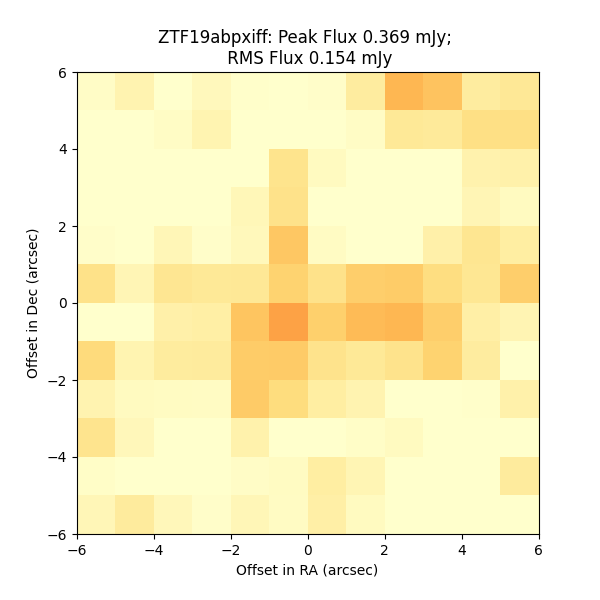 ZTF19abpxiff: Peak Flux 0.369 mJy;
RMS Flux 0.154 mJy
6
4
2
0
−2
−4
−6
Offset in Dec (arcsec)
−6 −4 −2 0 2 4 6
Offset in RA (arcsec)